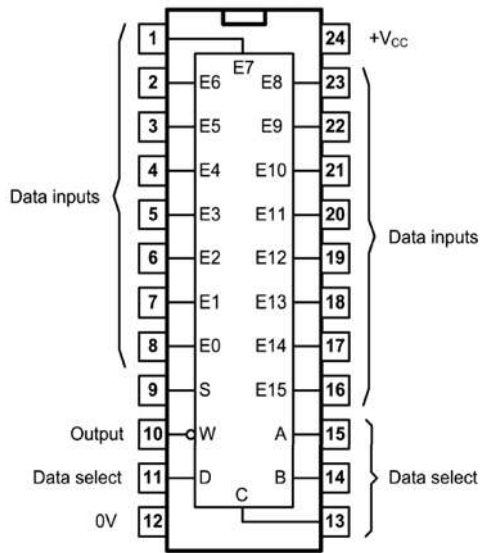 1 24 +VCC
E7
2 E6 E8 23
3 E5 E9 22
4 E4 E10 21
Data inputs
5 E3 E11 20
Data inputs
6 E2 E12 19
7 E1 E13 18
8 E0 E14 17
9 S E15 16
Output 10 W A 15
Data select 11 D B 14 Data select
C
0V 12 13